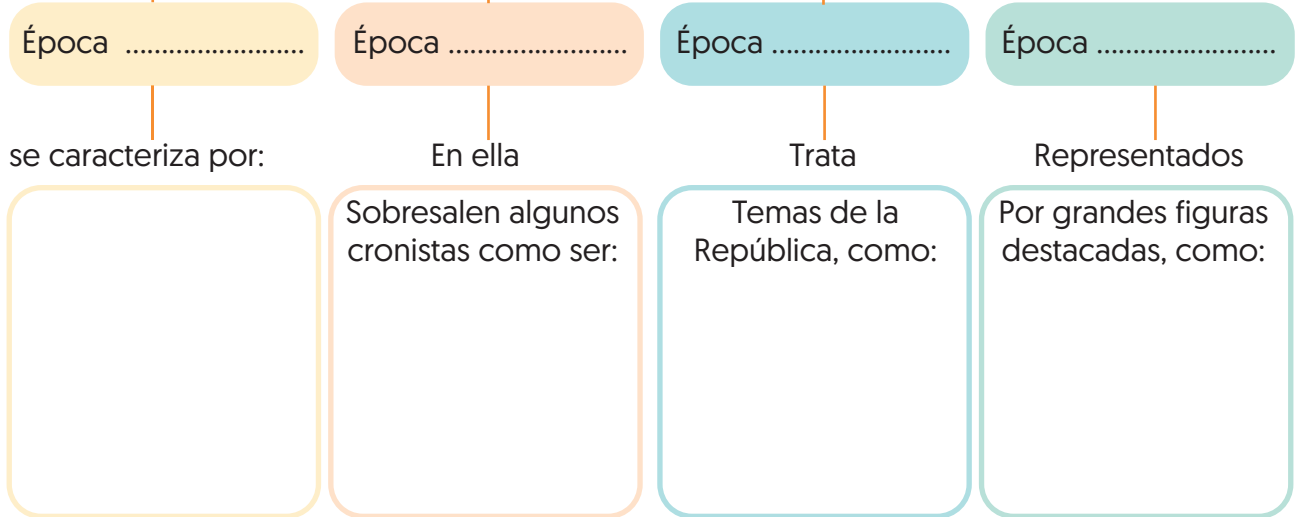 Época ........................
Época ........................
Época ........................
Época ........................
se caracteriza por:
En ella
Trata
Representados
Sobresalen algunos
cronistas como ser:
Temas de la
República, como:
Por grandes figuras
destacadas, como: